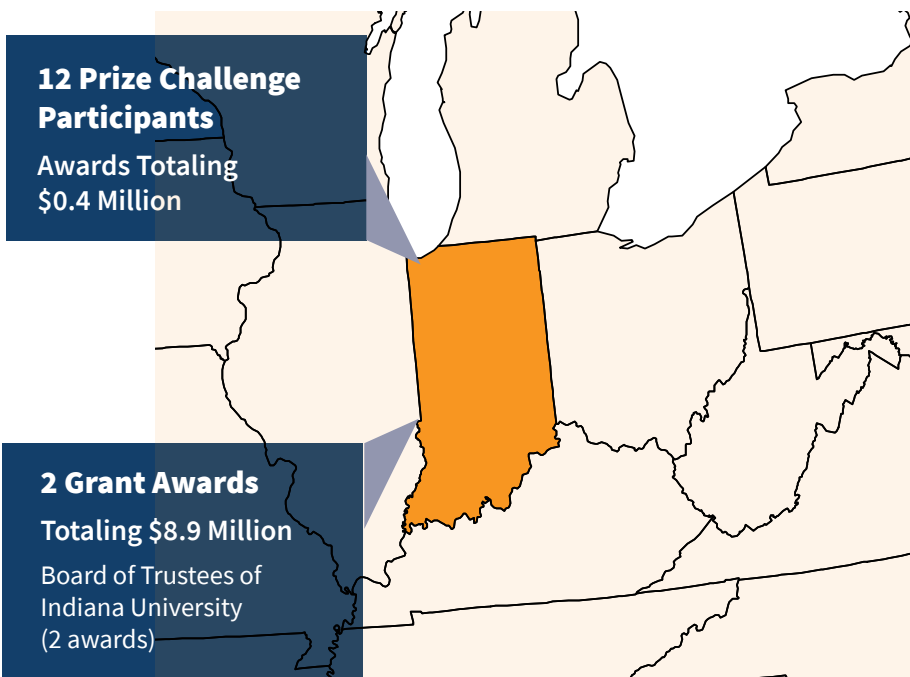 12 Prize Challenge
Participants
Awards Totaling
$0.4 Million
2 Grant Awards
Totaling $8.9 Million
Board of Trustees of
Indiana University
(2 awards)